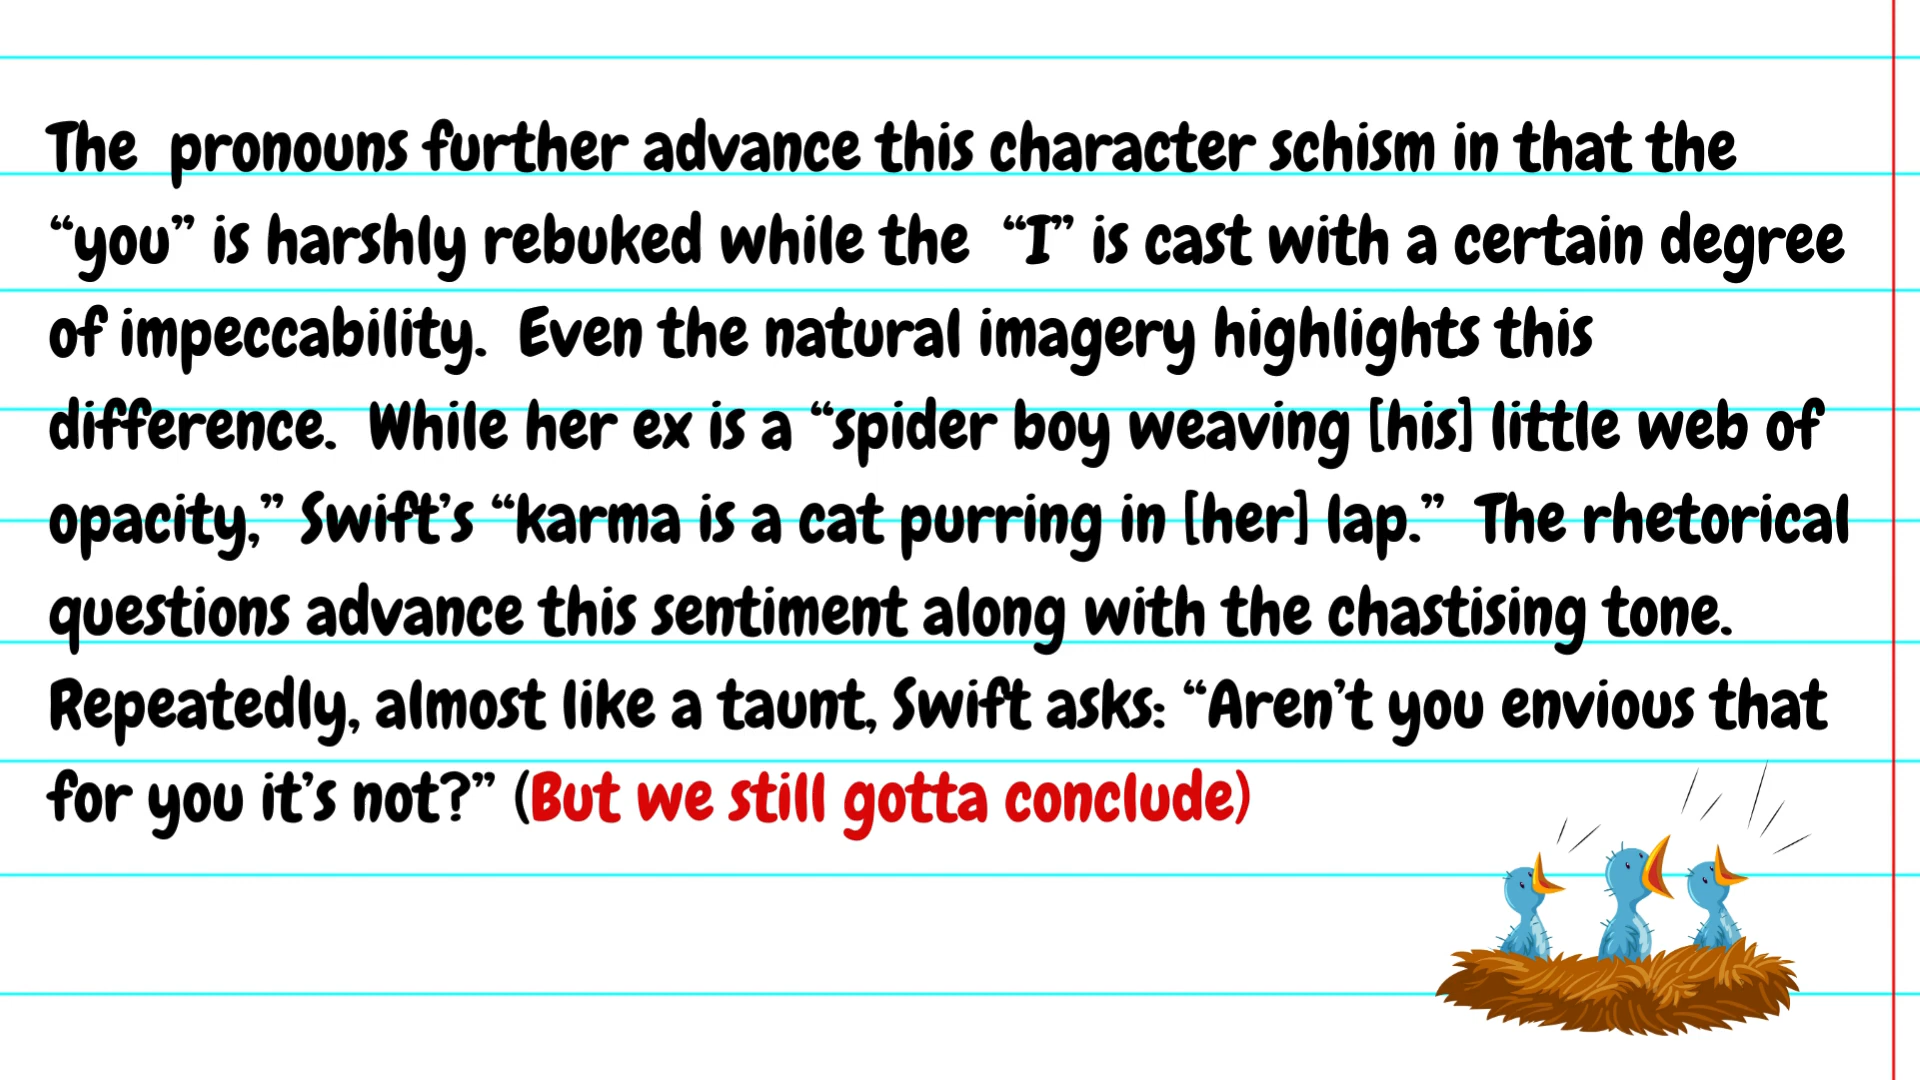 The  pronouns further advance this character schism in that the
“you” is harshly rebuked while the  “I” is cast with a certain degree
of impeccability.  Even the natural imagery highlights this
difference.  While her ex is a “spider boy weaving [his] little web of
opacity,” Swift’s “karma is a cat purring in [her] lap.”  The rhetorical
questions advance this sentiment along with the chastising tone.
Repeatedly, almost like a taunt, Swift asks: “Aren’t you envious that
for you it’s not?” (But we still gotta conclude)